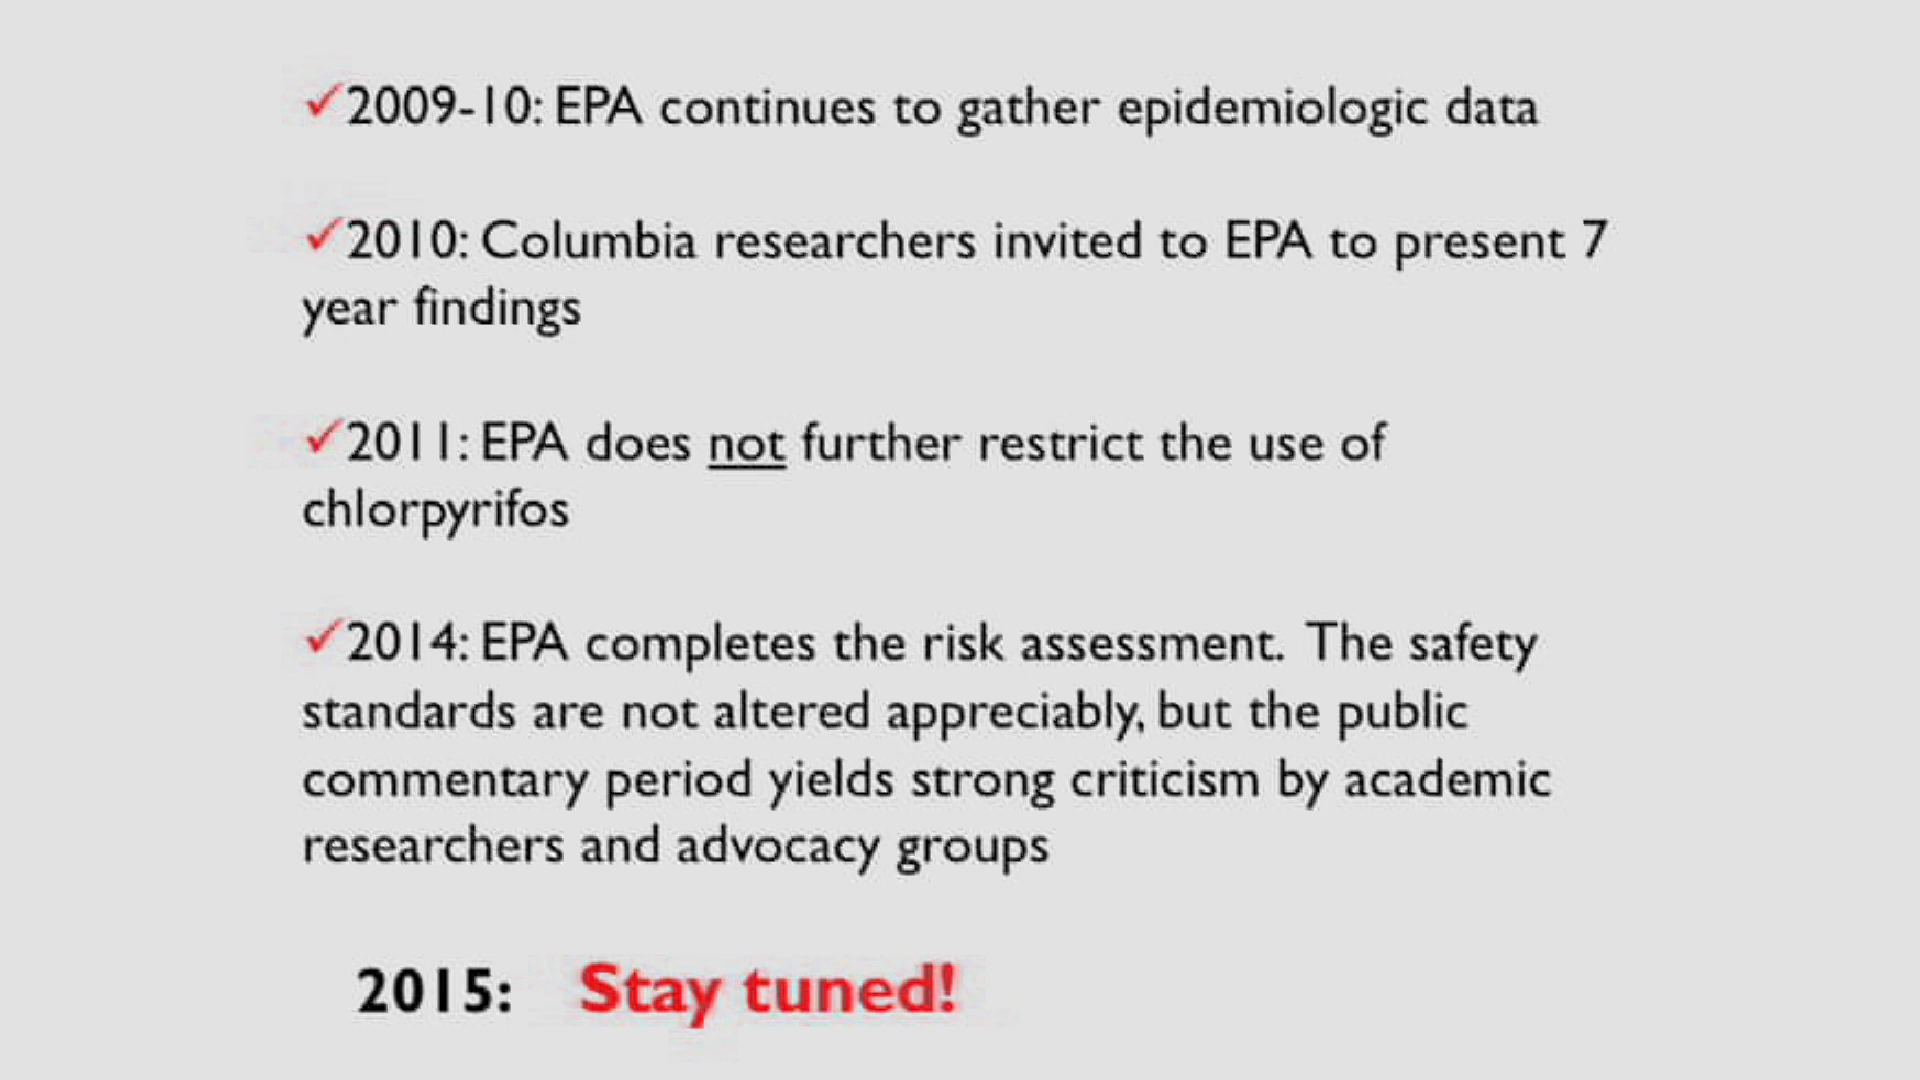 ✓2009-10: EPA continues to gather epidemiologic data
✓2010: Columbia researchers invited to EPA to present 7
year findings
✓2011: EPA does not further restrict the use of
chlorpyrifos
✓2014: EPA completes the risk assessment. The safety
standards are not altered appreciably, but the public
commentary period yields strong criticism by academic
researchers and advocacy groups
2015: Stay tuned!